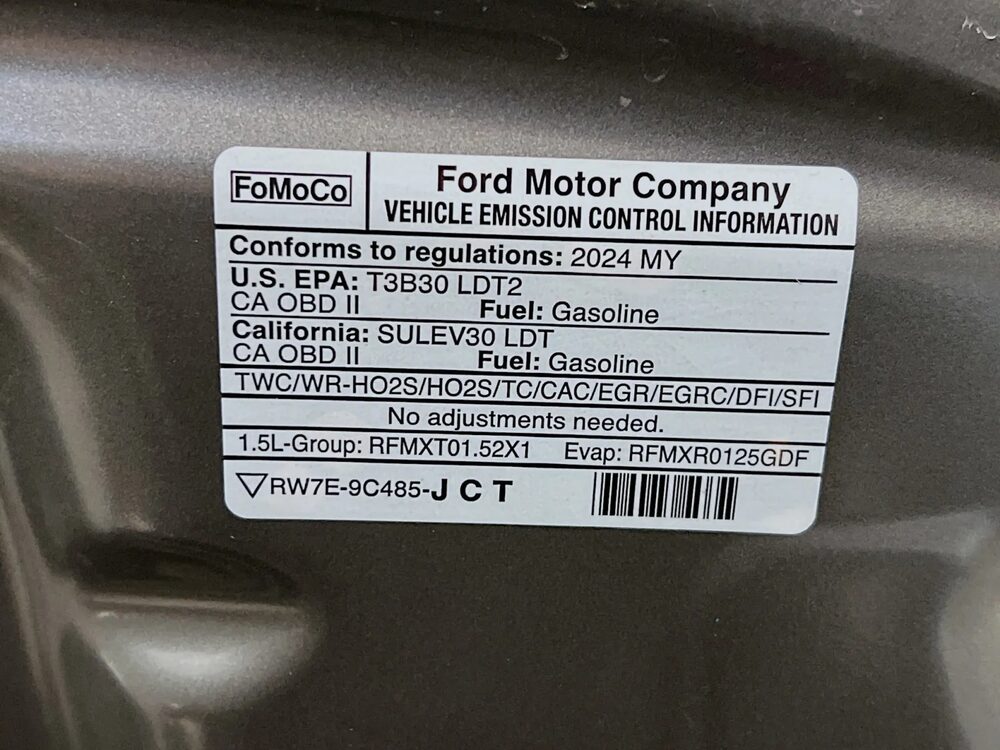 FoMoCo
Ford Motor Company
VEHICLE EMISSION CONTROL INFORMATION
Conforms to regulations: 2024 MY
U.S. EPA: T3B30 LDT2
CA OBD II Fuel: Gasoline
California: SULEV30 LDT
CA OBD II Fuel: Gasoline
TWC/WR-HO2S/HO2S/TC/CAC/EGR/EGRC/DFI/SFI
No adjustments needed.
1.5L-Group: RFMXT01.52X1 Evap: RFMXR0125GDF
RW7E-9C485-J C T